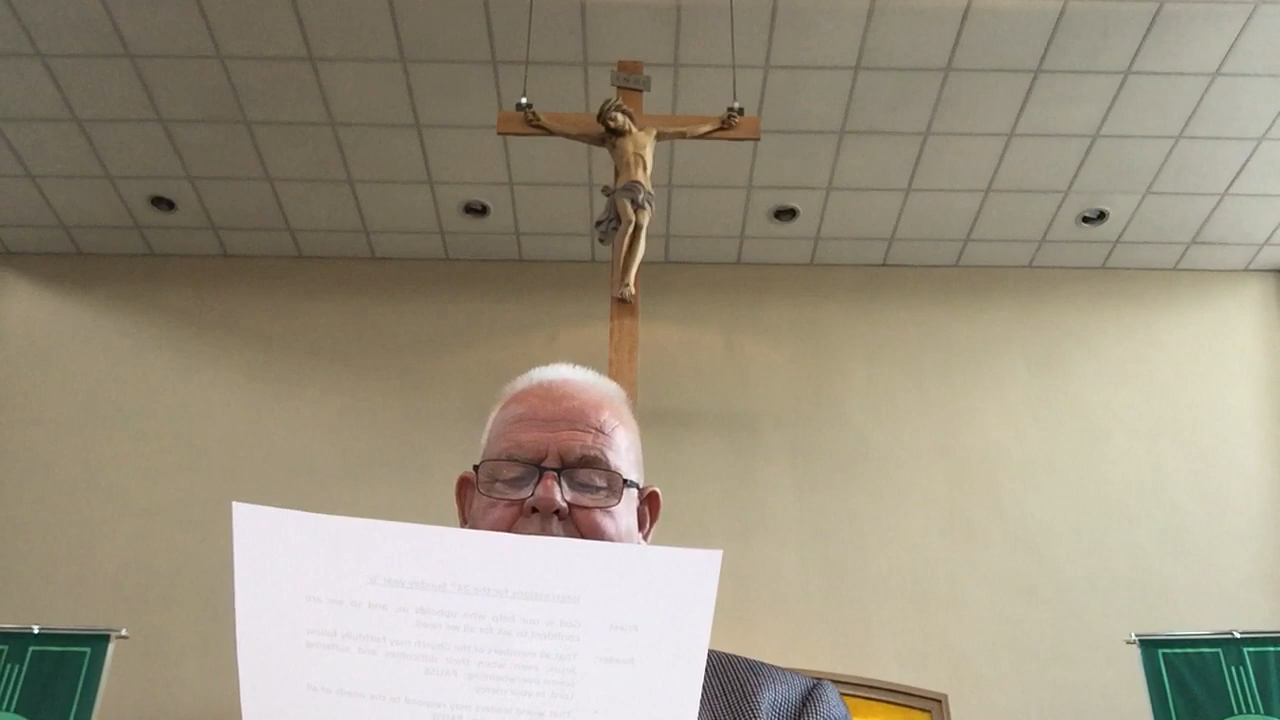 INRI
Intercessions for the 24th Sunday year b
Priest God is our help who upholds us, and so we are
confident to ask for all we need.
Reader That all members of the Church may faithfully follow
Jesus, even when their difficulties and suffering
seem overwhelming. PAUSE
Lord in your mercy
That world leaders may respond to the needs of all
PAUSE